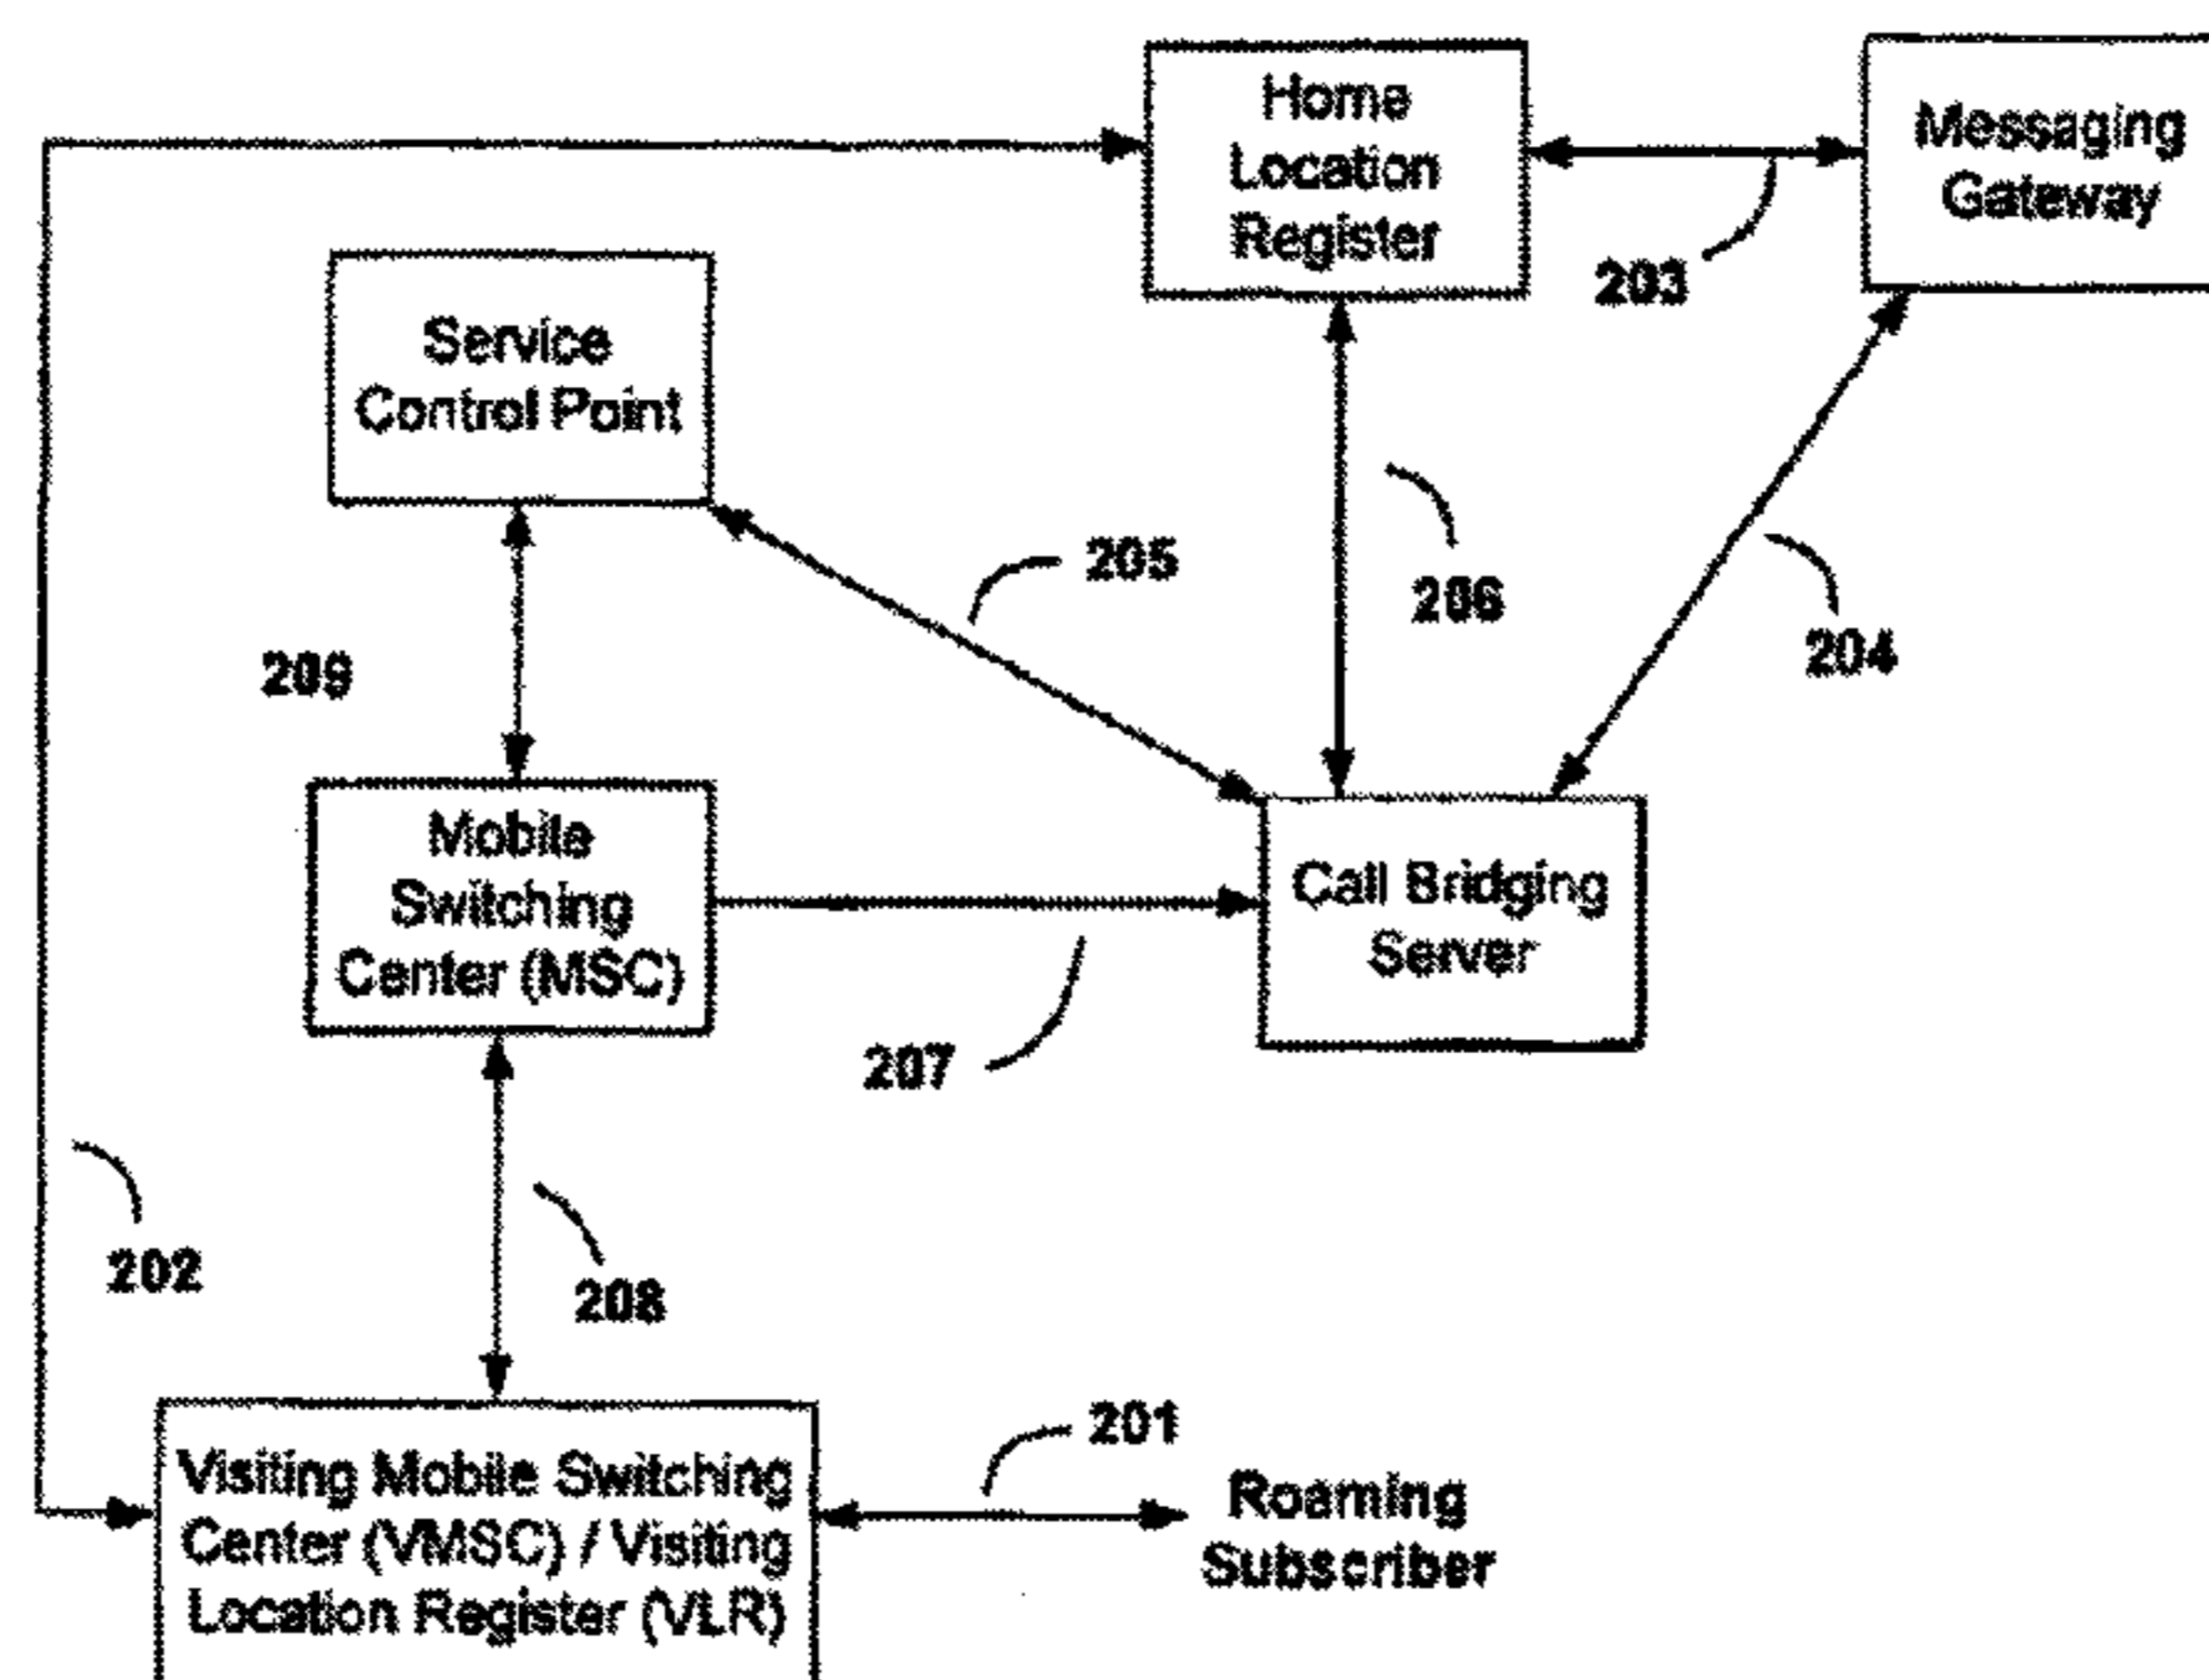 Home
Location
Register
Messaging
Gateway
203
Service
Control Point
205
206
204
209
Mobile
Switching
Center (MSC)
Call Bridging
Server
207
202
208
Visiting Mobile Switching
Center (VMSC) / Visiting
Location Register (VLR)
201
Roaming
Subscriber